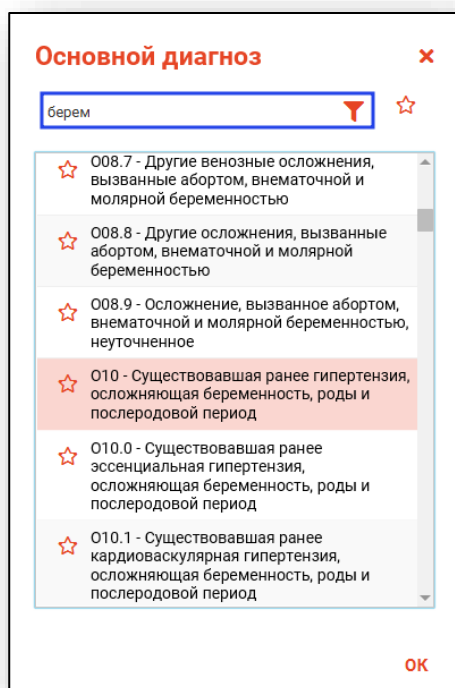 Основной диагноз
берем
O08.7 - Другие венозные осложнения,
вызванные абортом, внематочной и
молярной беременностью
O08.8 - Другие осложнения, вызванные
абортом, внематочной и молярной
беременностью
O08.9 - Осложнение, вызванное абортом,
внематочной и молярной беременностью,
неуточненное
O10 - Существовавшая ранее гипертензия,
осложняющая беременность, роды и
послеродовой период
O10.0 - Существовавшая ранее
эссенциальная гипертензия,
осложняющая беременность, роды и
послеродовой период
O10.1 - Существовавшая ранее
кардиоваскулярная гипертензия,
осложняющая беременность, роды и
послеродовой период
ОК